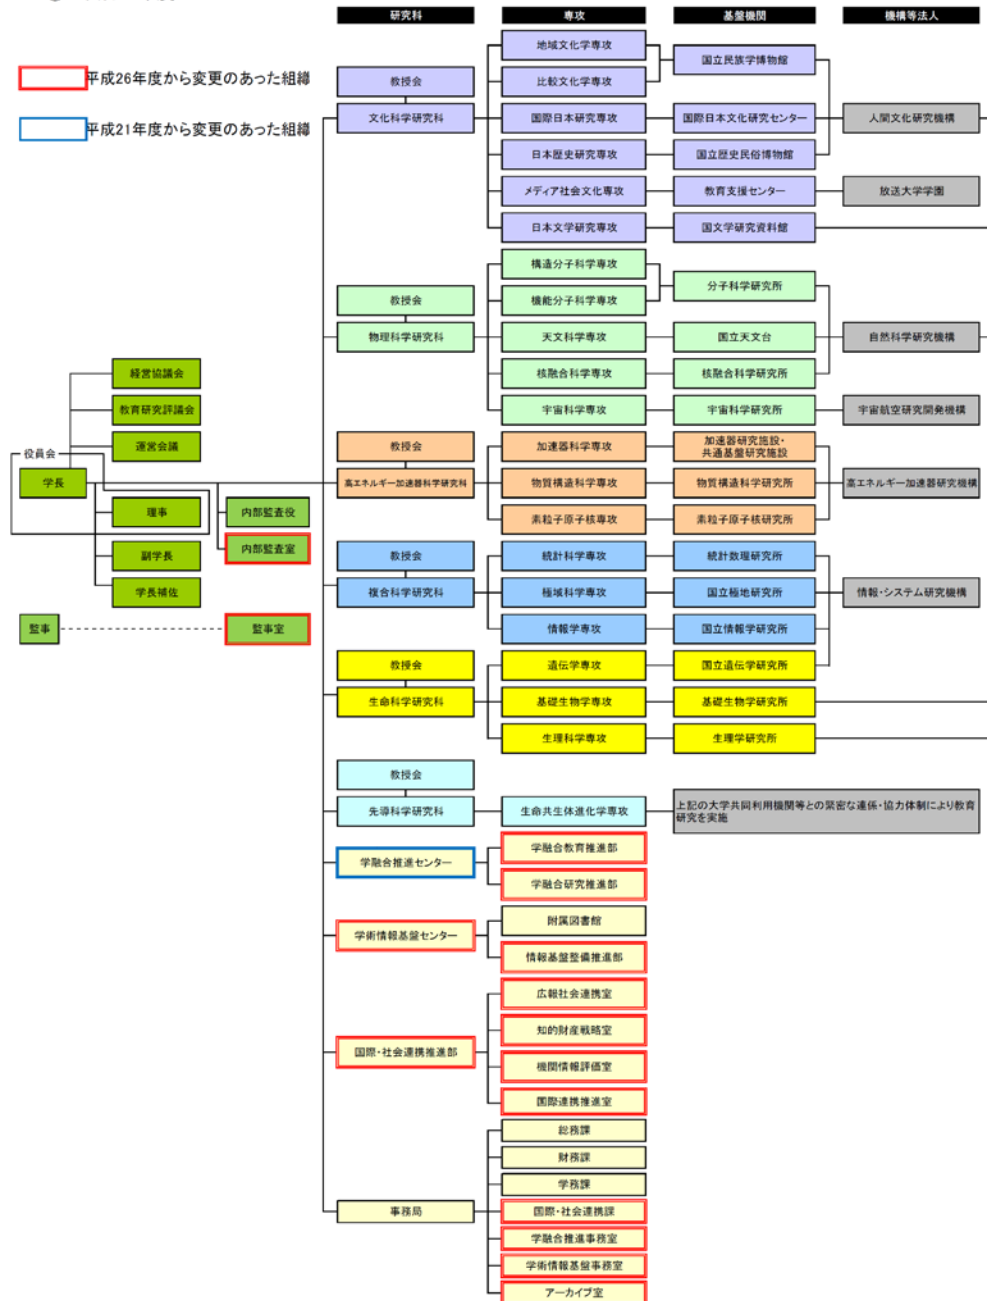 研究科
専攻
基盤機関
機構等法人
平成26年度から変更のあった組織
平成21年度から変更のあった組織
教授会
文化科学研究科
地域文化学専攻
比較文化学専攻
国際日本研究専攻
日本歴史研究専攻
メディア社会文化専攻
日本文学研究専攻
国立民族学博物館
国際日本文化研究センター
国立歴史民俗博物館
教育支援センター
国文学研究資料館
人間文化研究機構
放送大学学園
教授会
物理科学研究科
構造分子科学専攻
機能分子科学専攻
天文科学専攻
核融合科学専攻
宇宙科学専攻
分子科学研究所
国立天文台
核融合科学研究所
宇宙科学研究所
自然科学研究機構
宇宙航空研究開発機構
経営協議会
教育研究評議会
運営会議
役員会
学長
理事
副学長
学長補佐
内部監査役
内部監査室
監事
監事室
教授会
高エネルギー加速器科学研究科
加速器科学専攻
物質構造科学専攻
素粒子原子核専攻
加速器研究施設・
共通基盤研究施設
物質構造科学研究所
素粒子原子核研究所
高エネルギー加速器研究機構
教授会
複合科学研究科
統計科学専攻
極域科学専攻
情報学専攻
統計数理研究所
国立極地研究所
国立情報学研究所
情報・システム研究機構
教授会
生命科学研究科
遺伝学専攻
基礎生物学専攻
生理科学専攻
国立遺伝学研究所
基礎生物学研究所
生理学研究所
教授会
先導科学研究科
生命共生体進化学専攻
上記の大学共同利用機関等との緊密な連係・協力体制により教育
研究を実施
学融合推進センター
学融合教育推進部
学融合研究推進部
学術情報基盤センター
附属図書館
情報基盤整備推進部
国際・社会連携推進部
広報社会連携室
知的財産戦略室
機関情報評価室
国際連携推進室
事務局
総務課
財務課
学務課
国際・社会連携課
学融合推進事務室
学術情報基盤事務室
アーカイブ室